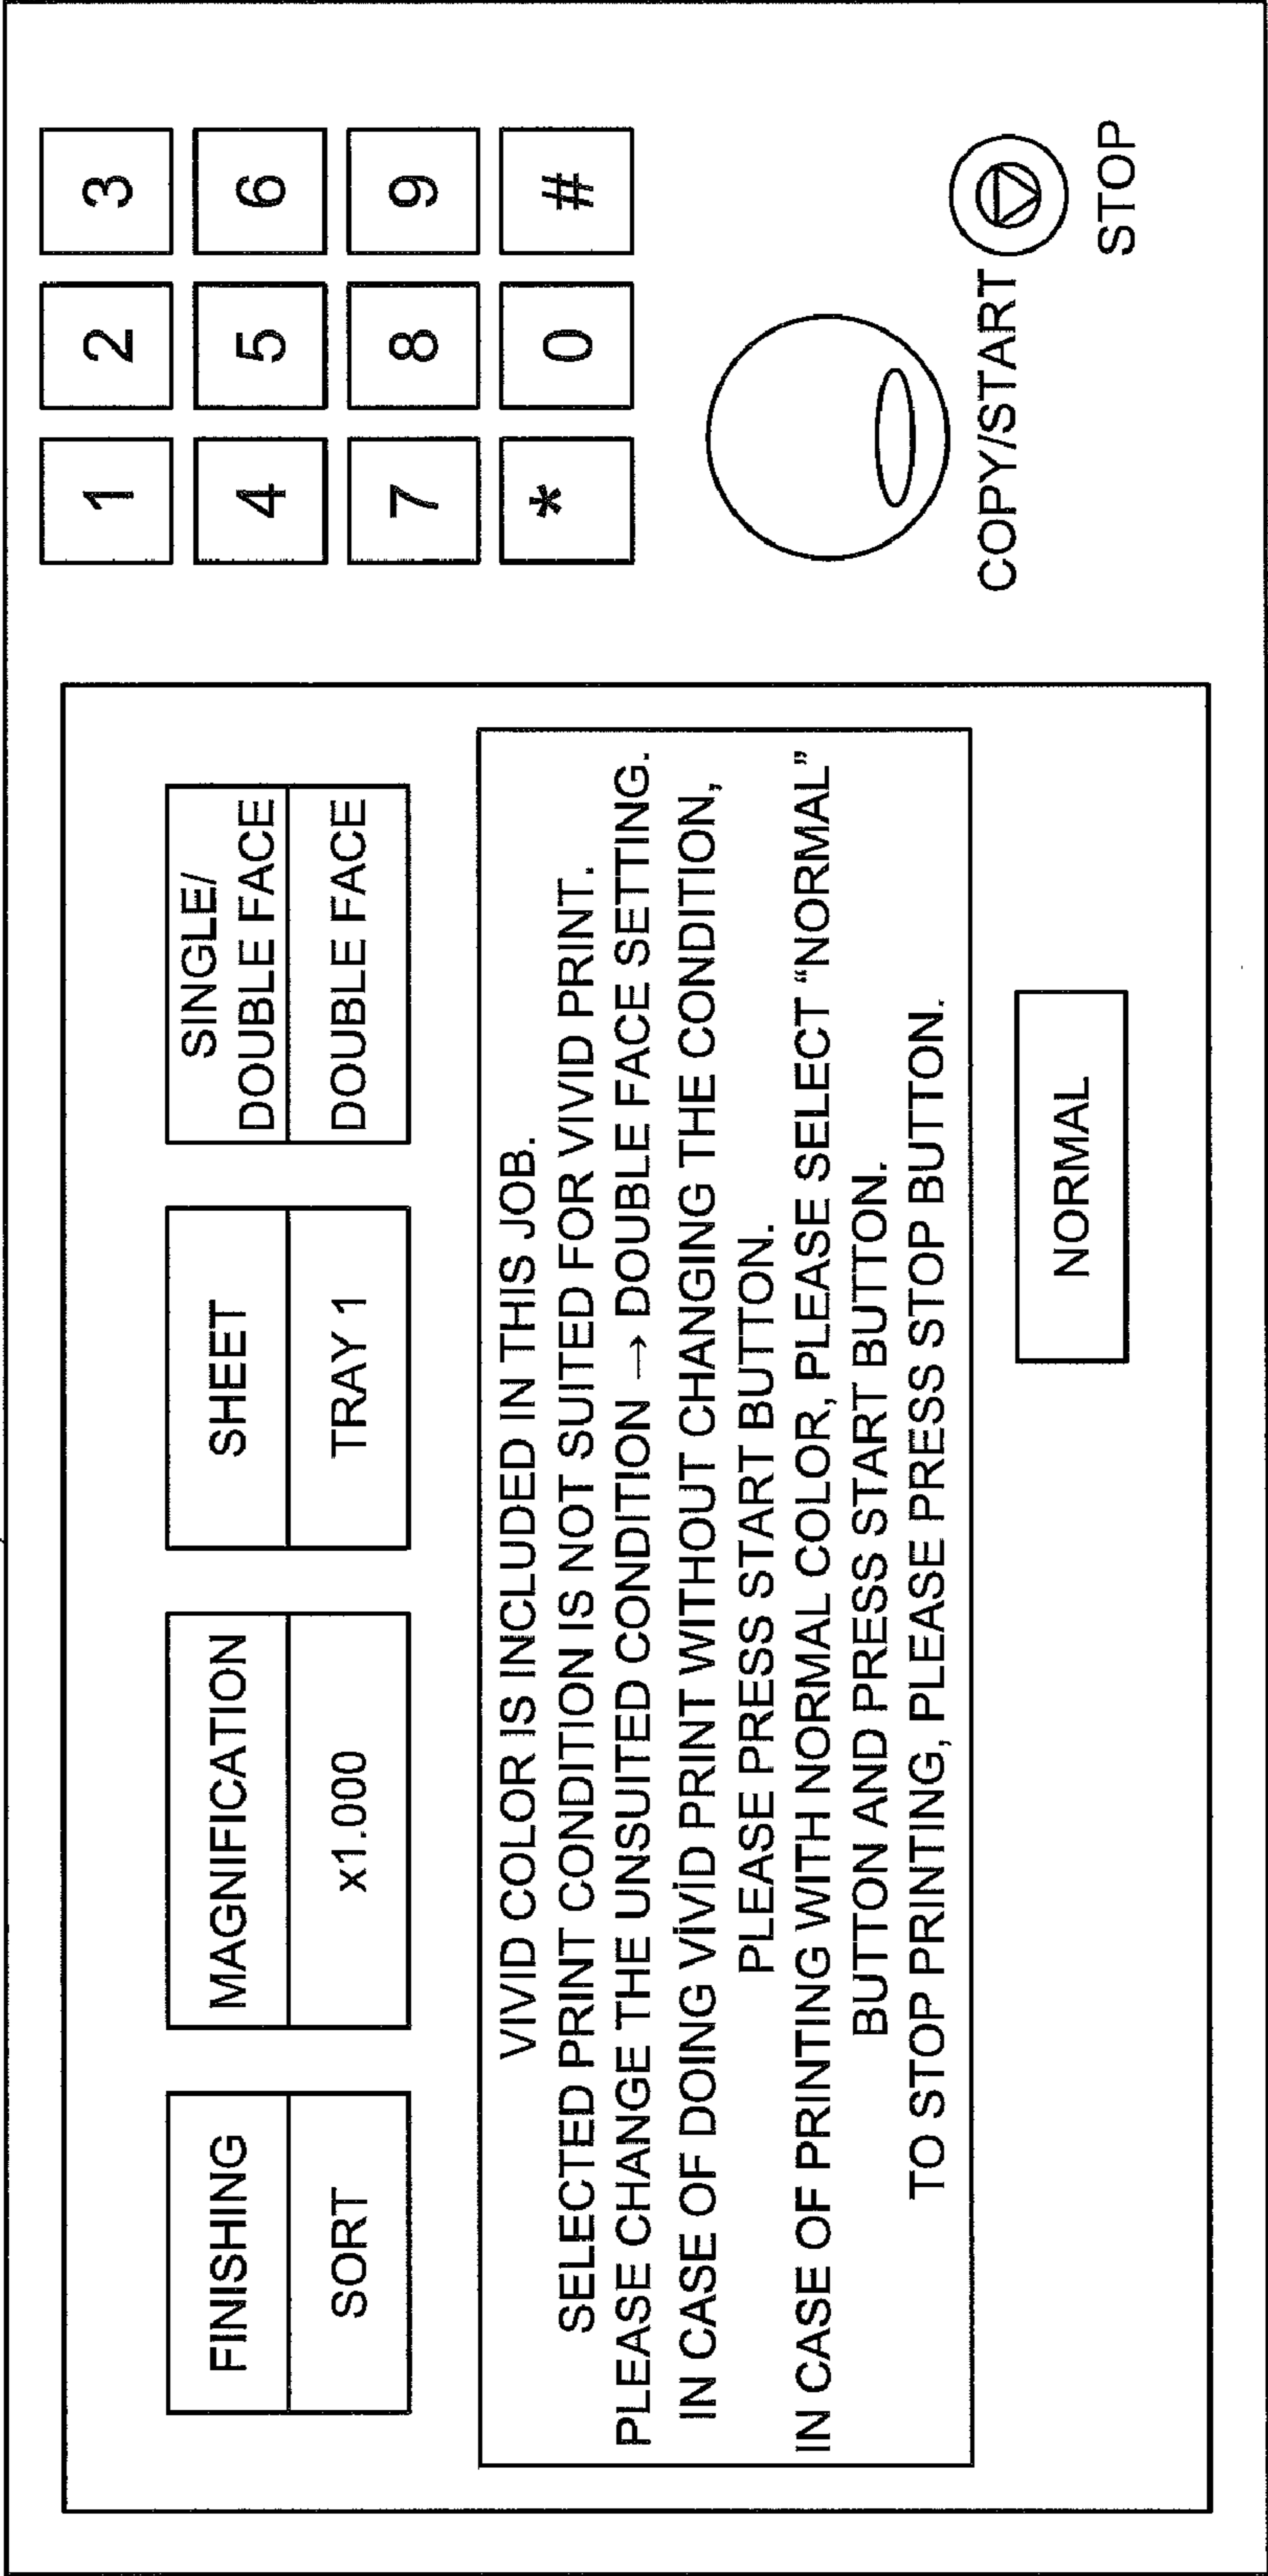 FINISHING
SORT
MAGNIFICATION
x1.000
SHEET
TRAY 1
SINGLE/
DOUBLE FACE
DOUBLE FACE
VIVID COLOR IS INCLUDED IN THIS JOB.
SELECTED PRINT CONDITION IS NOT SUITED FOR VIVID PRINT.
PLEASE CHANGE THE UNSUITED CONDITION → DOUBLE FACE SETTING.
IN CASE OF DOING VIVID PRINT WITHOUT CHANGING THE CONDITION,
PLEASE PRESS START BUTTON.
IN CASE OF PRINTING WITH NORMAL COLOR, PLEASE SELECT “NORMAL”
BUTTON AND PRESS START BUTTON.
TO STOP PRINTING, PLEASE PRESS STOP BUTTON.
NORMAL
1 2 3
4 5 6
7 8 9
* 0 #
COPY/START
STOP